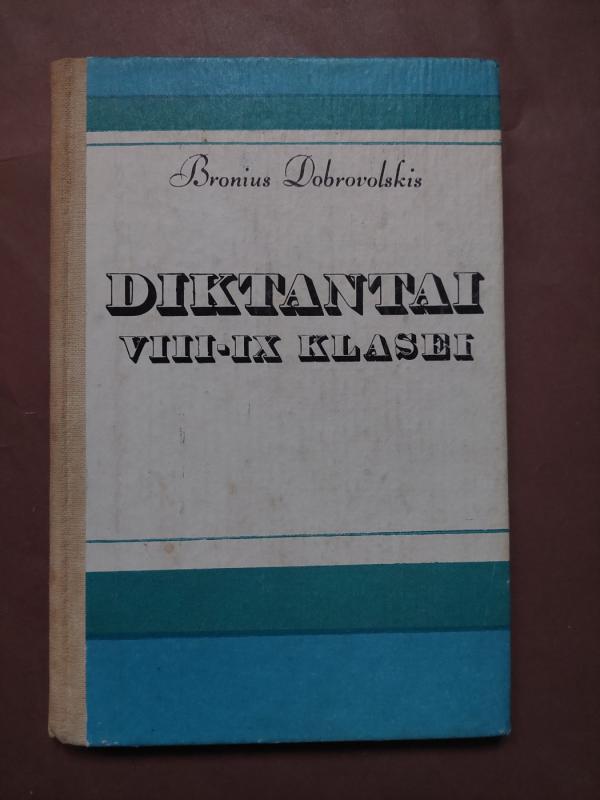 Bronius Dobrovolskis
DIKTANTAI
VIII-IX KLASEI